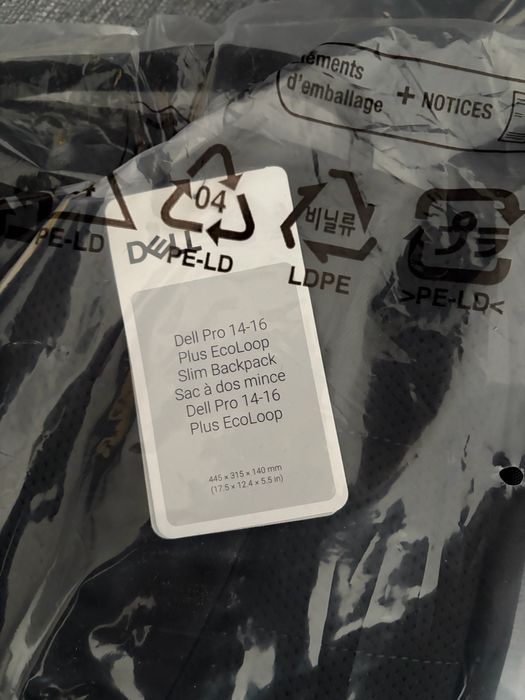 éléments
d'emballage
+ NOTICES
04
PE-LD
PE-LD
비닐류
LDPE
>PE-LD<
DELL
Dell Pro 14-16
Plus EcoLoop
Slim Backpack
Sac à dos mince
Dell Pro 14-16
Plus EcoLoop
445 x 315 x 140 mm
(17.5 x 12.4 x 5.5 in)